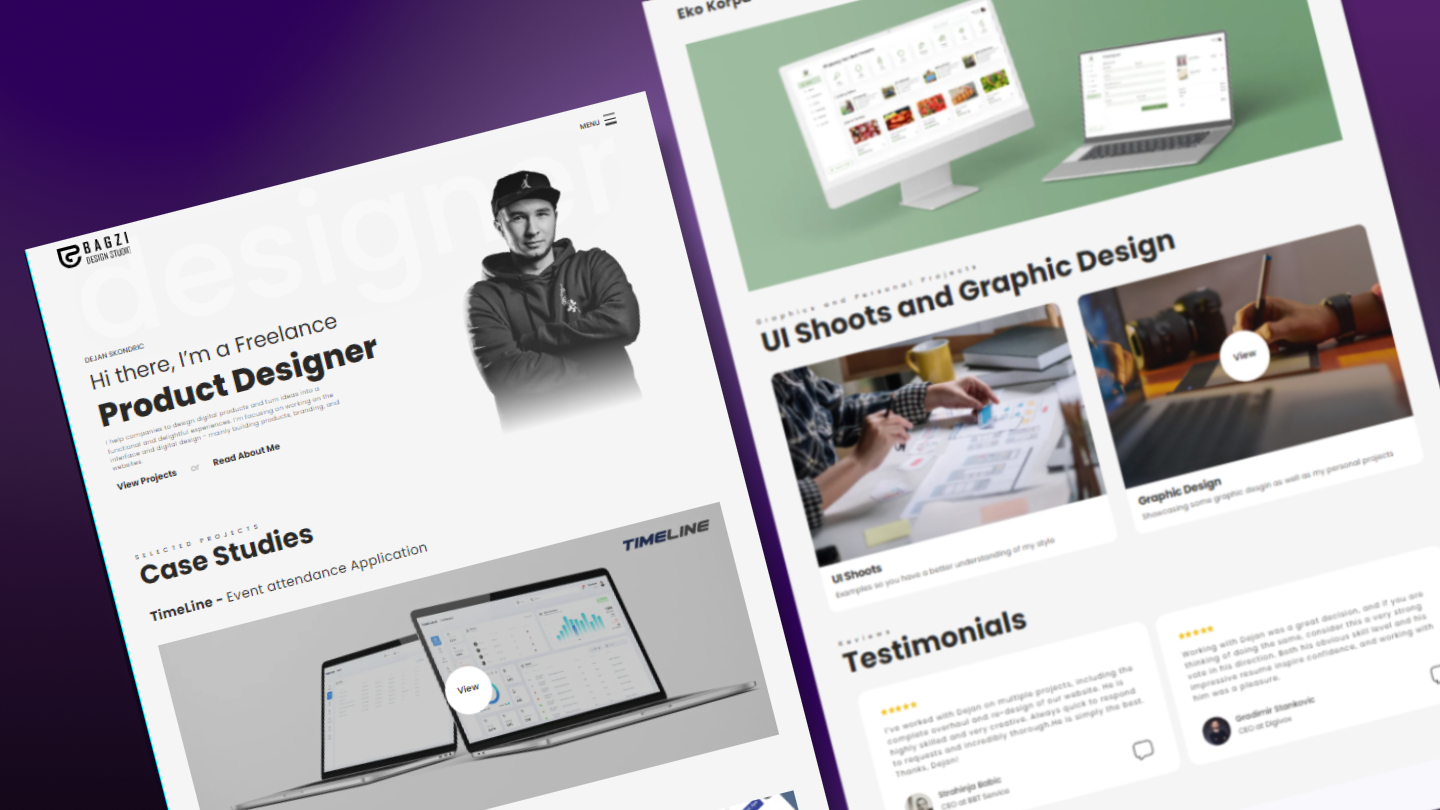 MENU
designer
BAGZI
DESIGN STUDIO
DEJAN SKONDRIC
Hi there, I'm a Freelance
Product Designer
I help companies to design digital products and turn ideas into a
functional and delightful experiences. I'm focusing on working on the
interface and digital design - mainly building products, branding, and
websites.
View Projects or Read About Me
SELECTED PROJECTS
Case Studies
TimeLine - Event attendance Application
TIMELINE
View
Eko Korpa
Graphics and Personal Projects
UI Shoots and Graphic Design
View
UI Shoots
Examples so you have a better understanding of my style
Graphic Design
Showcasing some graphic desgin as well as my personal projects
Reviews
Testimonials
I've worked with Dejan on multiple projects, including the
complete overhaul and re-design of our website. He is
highly skilled and very creative. Always quick to respond
to requests and incredibly thorough.He is simply the best.
Thanks, Dejan!
Strahinja Babic
CEO at BBT Service
Working with Dejan was a great decision, and if you are
thinking of doing the same, consider this a very strong
vote in his direction. Both his obvious skill level and his
impressive resume inspire confidence, and working with
him was a pleasure.
Gradimir Stankovic
CEO at Digivox